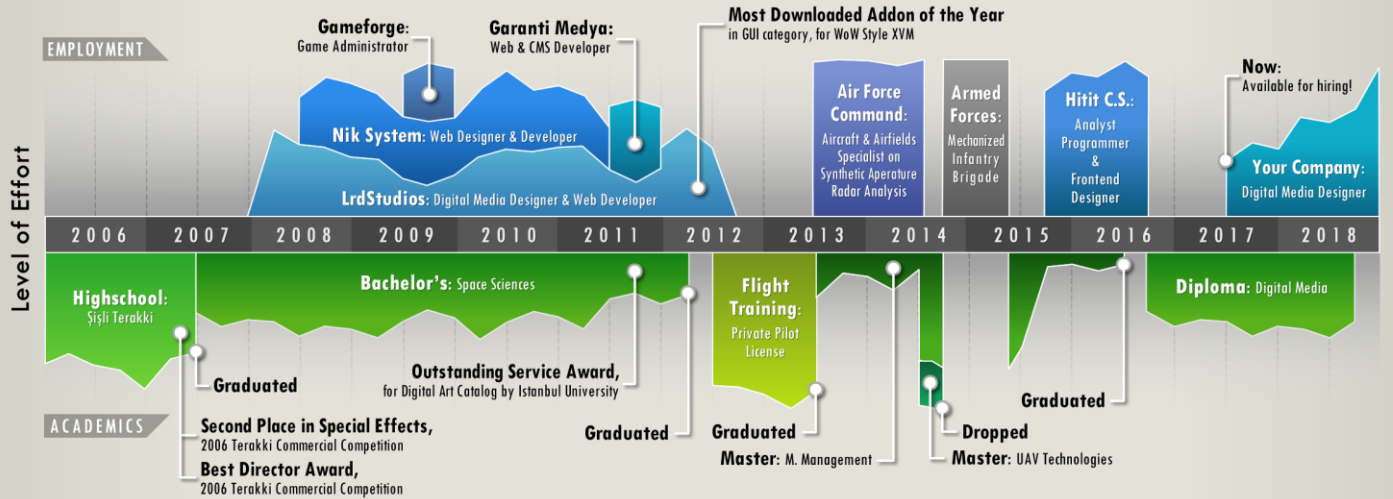 EMPLOYMENT
Gameforge:
Game Administrator
Garanti Medya:
Web & CMS Developer
Most Downloaded Addon of the Year
in GUI category, for WoW Style XVM
Nik System: Web Designer & Developer
LrdStudios: Digital Media Designer & Web Developer
Air Force
Command:
Aircraft & Airfields
Specialist on
Synthetic Aperature
Radar Analysis
Armed
Forces:
Mechanized
Infantry
Brigade
Hitit C.S.:
Analyst
Programmer
&
Frontend
Designer
Now:
Available for hiring!
Your Company:
Digital Media Designer
Level of Effort
2006 2007 2008 2009 2010 2011 2012 2013 2014 2015 2016 2017 2018
Highschool:
Şişli Terakki
Graduated
Second Place in Special Effects,
2006 Terakki Commercial Competition
Best Director Award,
2006 Terakki Commercial Competition
Bachelor's: Space Sciences
Outstanding Service Award,
for Digital Art Catalog by Istanbul University
Graduated
Flight
Training:
Private Pilot
License
Graduated
Master: M. Management
Dropped
Master: UAV Technologies
Graduated
Diploma: Digital Media
ACADEMICS